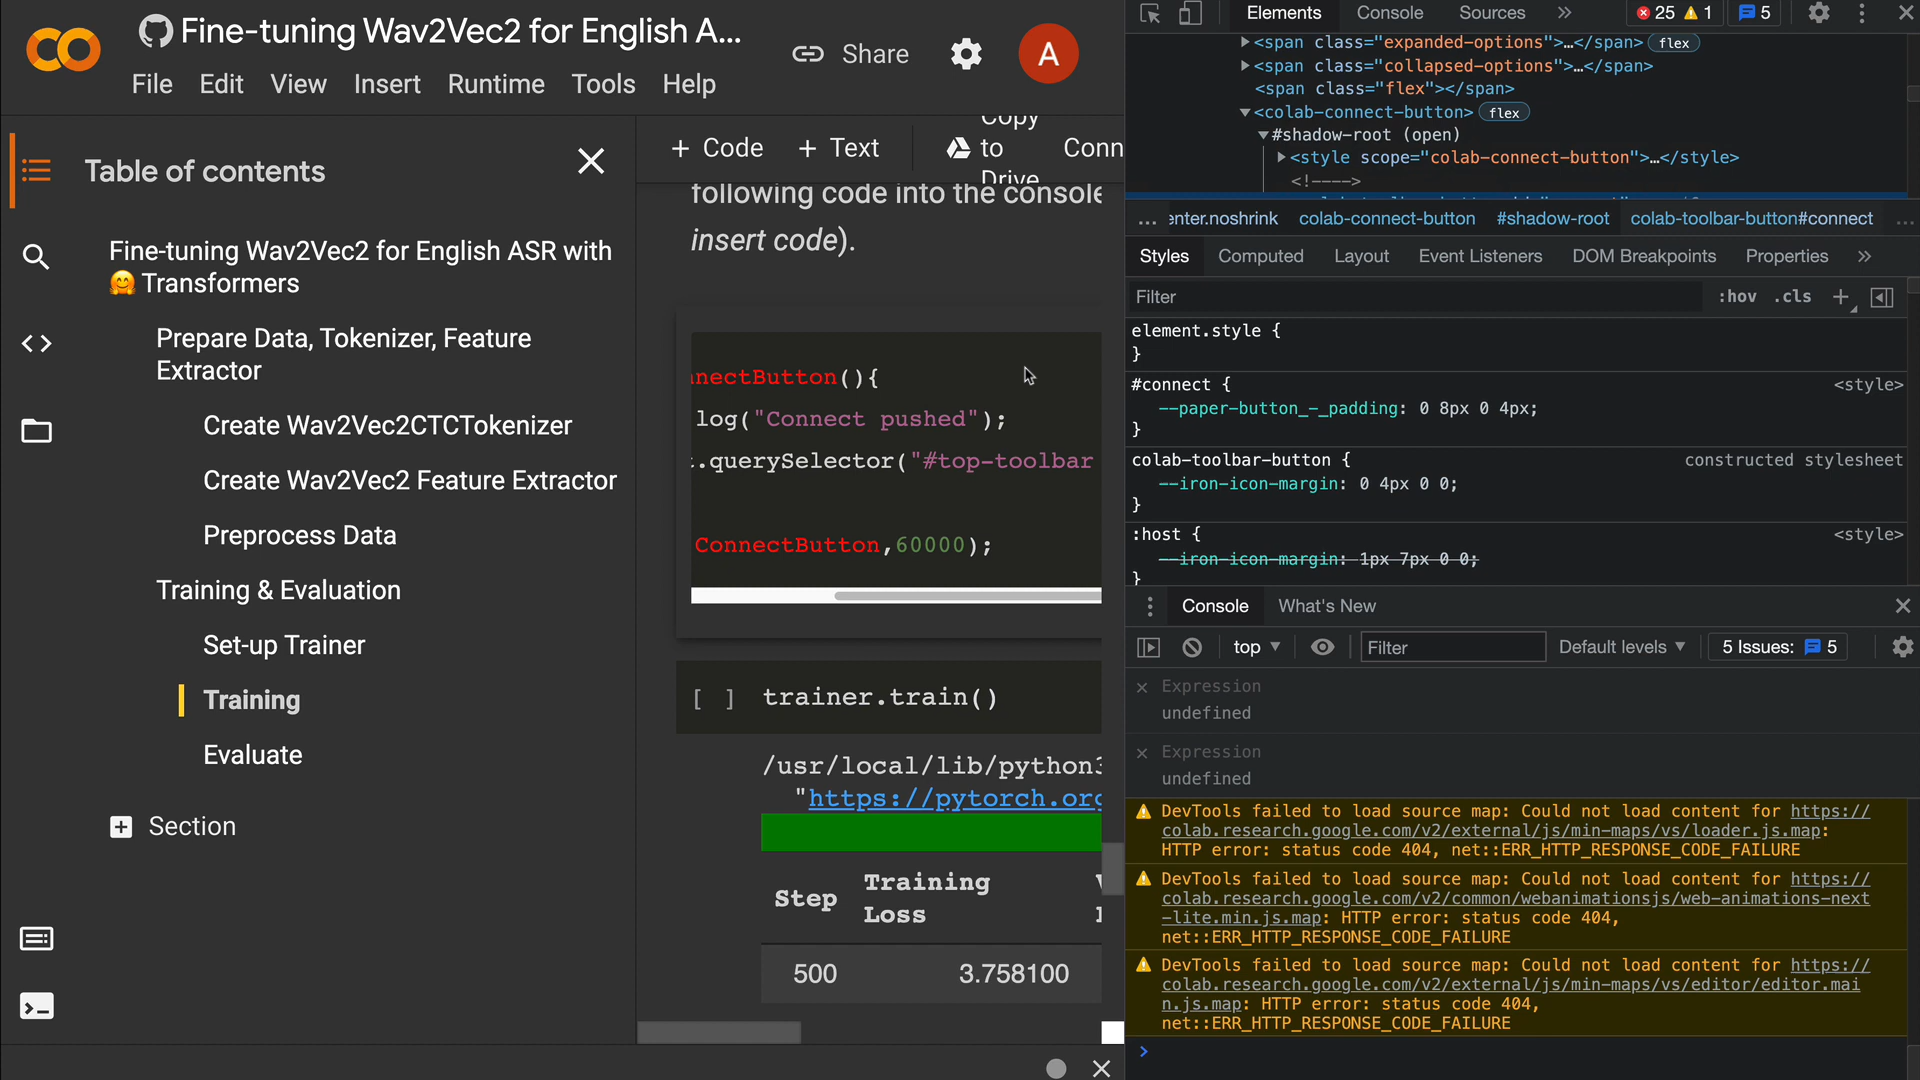 Fine-tuning Wav2Vec2 for English A...
File Edit View Insert Runtime Tools Help
Share
A
Table of contents
Fine-tuning Wav2Vec2 for English ASR with
🤗 Transformers
Prepare Data, Tokenizer, Feature
Extractor
Create Wav2Vec2CTCTokenizer
Create Wav2Vec2 Feature Extractor
Preprocess Data
Training & Evaluation
Set-up Trainer
Training
Evaluate
Section
+ Code + Text
Copy
to
Drive
Conn
following code into the console
insert code).
nnectButton(){
log("Connect pushed");
.querySelector("#top-toolbar
ConnectButton,60000);
[ ] trainer.train()
/usr/local/lib/python3
"https://pytorch.org
Step
Training
Loss
500 3.758100
Elements Console Sources » 25 1 5
<span class="expanded-options">…</span> flex
<span class="collapsed-options">…</span>
<span class="flex"></span>
<colab-connect-button> flex
#shadow-root (open)
<style scope="colab-connect-button">…</style>
<!---->
... enter.noshrink colab-connect-button #shadow-root colab-toolbar-button#connect ...
Styles Computed Layout Event Listeners DOM Breakpoints Properties »
Filter :hov .cls +
element.style {
}
#connect { <style>
--paper-button_-_padding: 0 8px 0 4px;
}
colab-toolbar-button { constructed stylesheet
--iron-icon-margin: 0 4px 0 0;
}
:host { <style>
--iron-icon-margin: 1px 7px 0 0;
}
Console What's New
top Filter Default levels 5 Issues: 5
Expression
undefined
Expression
undefined
DevTools failed to load source map: Could not load content for https://
colab.research.google.com/v2/external/js/min-maps/vs/loader.js.map:
HTTP error: status code 404, net::ERR_HTTP_RESPONSE_CODE_FAILURE
DevTools failed to load source map: Could not load content for https://
colab.research.google.com/v2/common/webanimationsjs/web-animations-next
-lite.min.js.map: HTTP error: status code 404,
net::ERR_HTTP_RESPONSE_CODE_FAILURE
DevTools failed to load source map: Could not load content for https://
colab.research.google.com/v2/external/js/min-maps/vs/editor/editor.mai
n.js.map: HTTP error: status code 404,
net::ERR_HTTP_RESPONSE_CODE_FAILURE